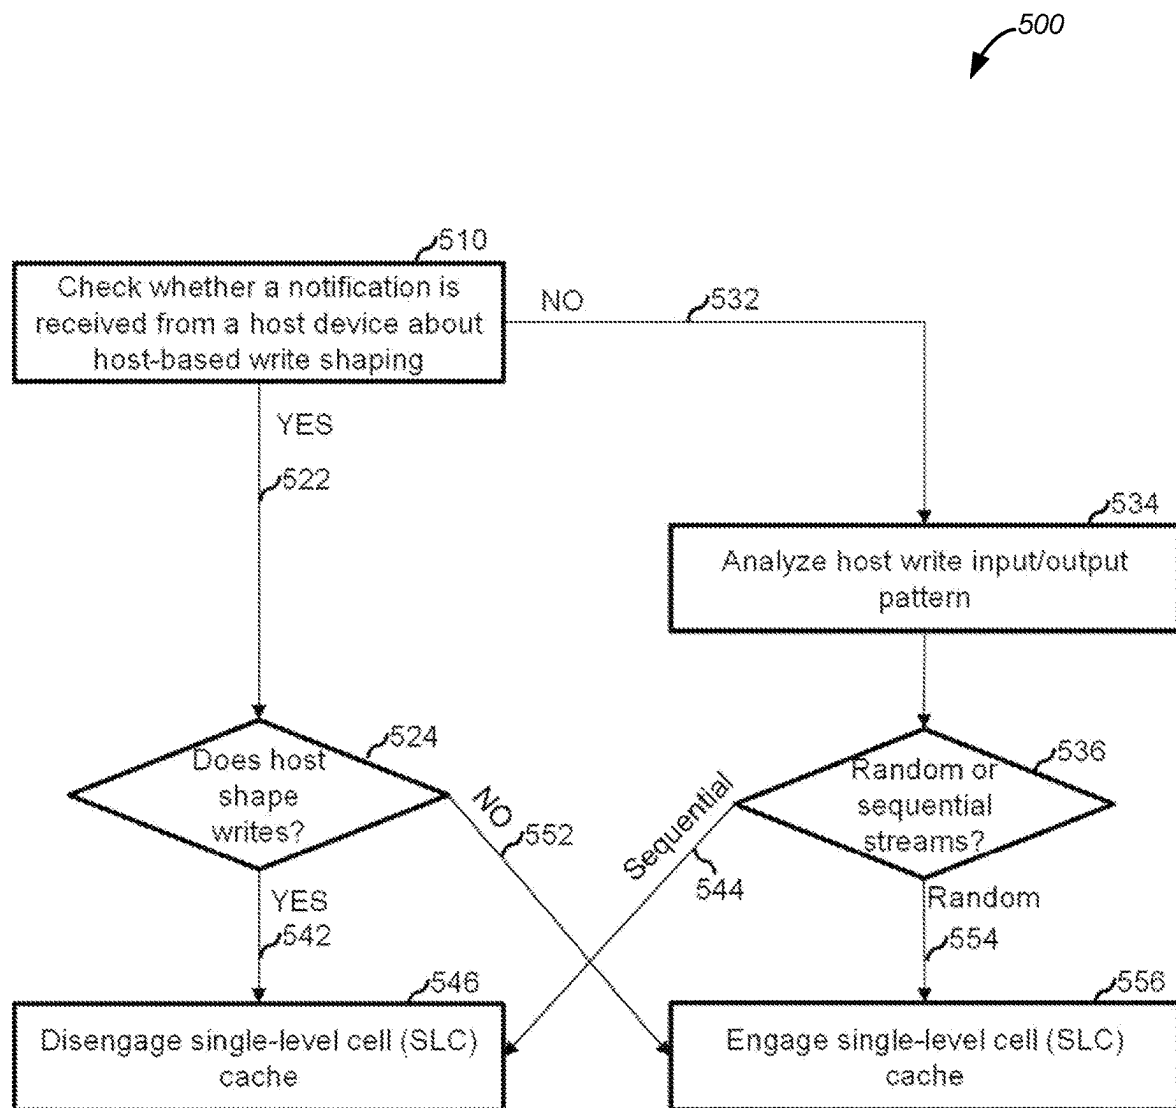 500
510
Check whether a notification is
received from a host device about
host-based write shaping
NO
532
YES
522
534
Analyze host write input/output
pattern
524
Does host
shape
writes?
NO
552
536
Random or
sequential
streams?
Sequential
544
YES
542
Random
554
546
Disengage single-level cell (SLC)
cache
556
Engage single-level cell (SLC)
cache